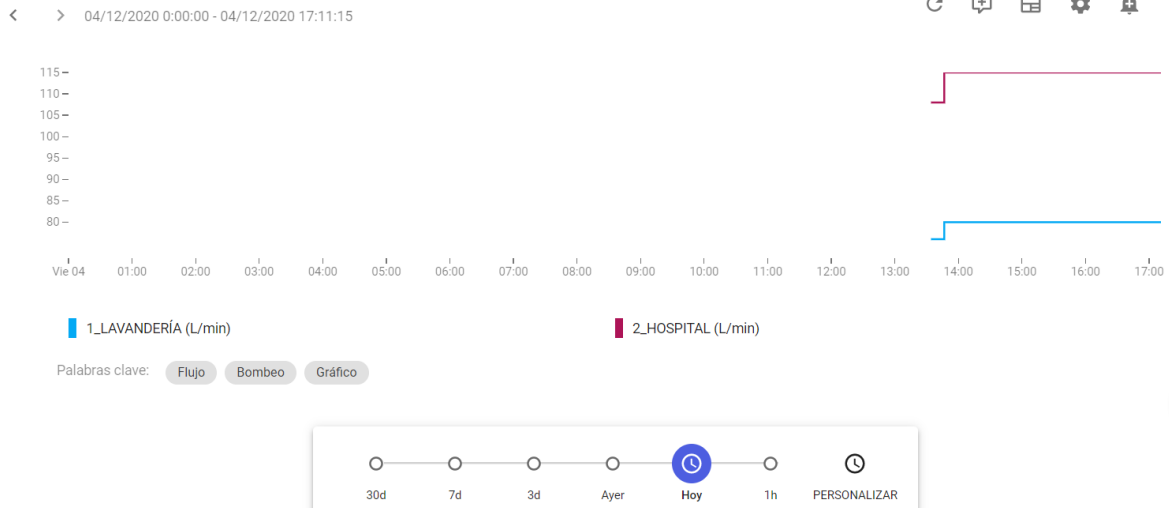 04/12/2020 0:00:00 - 04/12/2020 17:11:15
115
110
105
100
95
90
85
80
Vie 04 01:00 02:00 03:00 04:00 05:00 06:00 07:00 08:00 09:00 10:00 11:00 12:00 13:00 14:00 15:00 16:00 17:00
1_LAVANDERÍA (L/min) 2_HOSPITAL (L/min)
Palabras clave: Flujo Bombeo Gráfico
30d 7d 3d Ayer Hoy 1h PERSONALIZAR